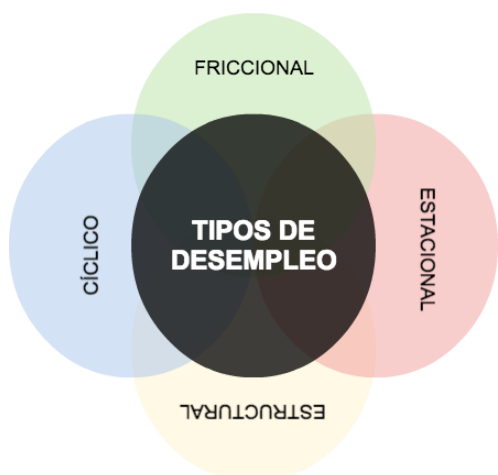 FRICCIONAL
CÍCLICO
TIPOS DE
DESEMPLEO
ESTACIONAL
ESTRUCTURAL